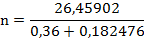 n = 26,45902 / 0,36 + 0,182476